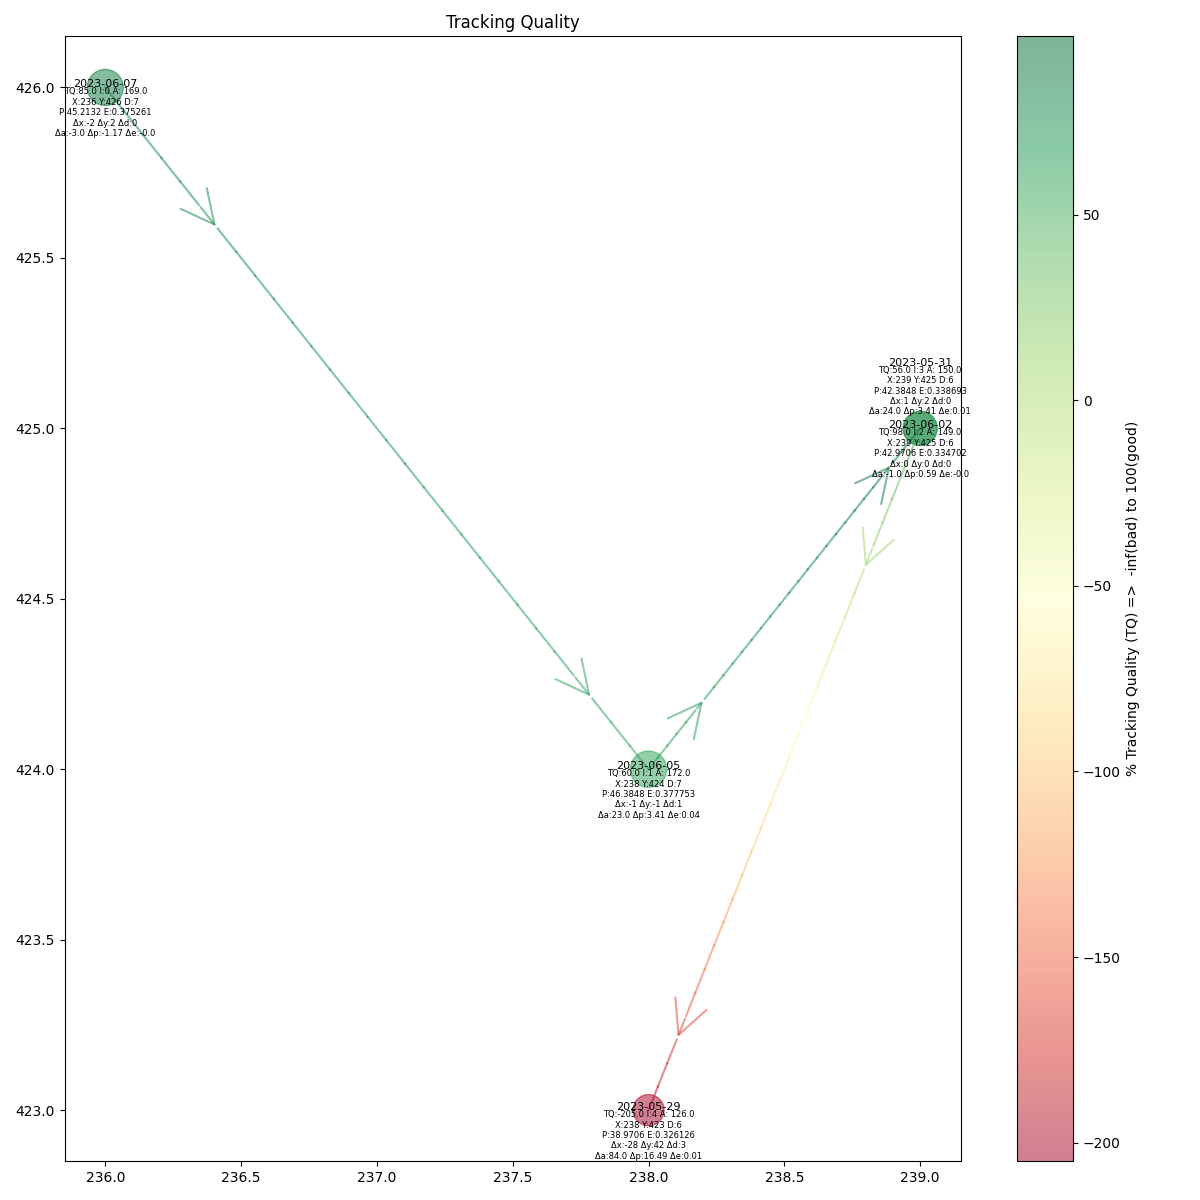 Tracking Quality
2023-06-07
TQ:85.0 I:0 A: 169.0
X:236 Y:426 D:7
P:45.2132 E:0.375261
Δx:-2 Δy:2 Δd:0
Δa:-3.0 Δp:-1.17 Δe:-0.0
2023-05-31
TQ:56.0 I:3 A: 150.0
X:239 Y:425 D:6
P:42.3848 E:0.338693
Δx:1 Δy:2 Δd:0
Δa:24.0 Δp:3.41 Δe:0.01
2023-06-02
TQ:98.0 I:2 A: 149.0
X:239 Y:425 D:6
P:42.9706 E:0.334702
Δx:0 Δy:0 Δd:0
Δa:-1.0 Δp:0.59 Δe:-0.0
2023-06-05
TQ:60.0 I:1 A: 172.0
X:238 Y:424 D:7
P:46.3848 E:0.377753
Δx:-1 Δy:-1 Δd:1
Δa:23.0 Δp:3.41 Δe:0.04
2023-05-29
TQ:-205.0 I:4 A: 126.0
X:238 Y:423 D:6
P:38.9706 E:0.326126
Δx:-28 Δy:42 Δd:3
Δa:84.0 Δp:16.49 Δe:0.01
426.0
425.5
425.0
424.5
424.0
423.5
423.0
236.0
236.5
237.0
237.5
238.0
238.5
239.0
50
0
−50
−100
−150
−200
% Tracking Quality (TQ) => -inf(bad) to 100(good)